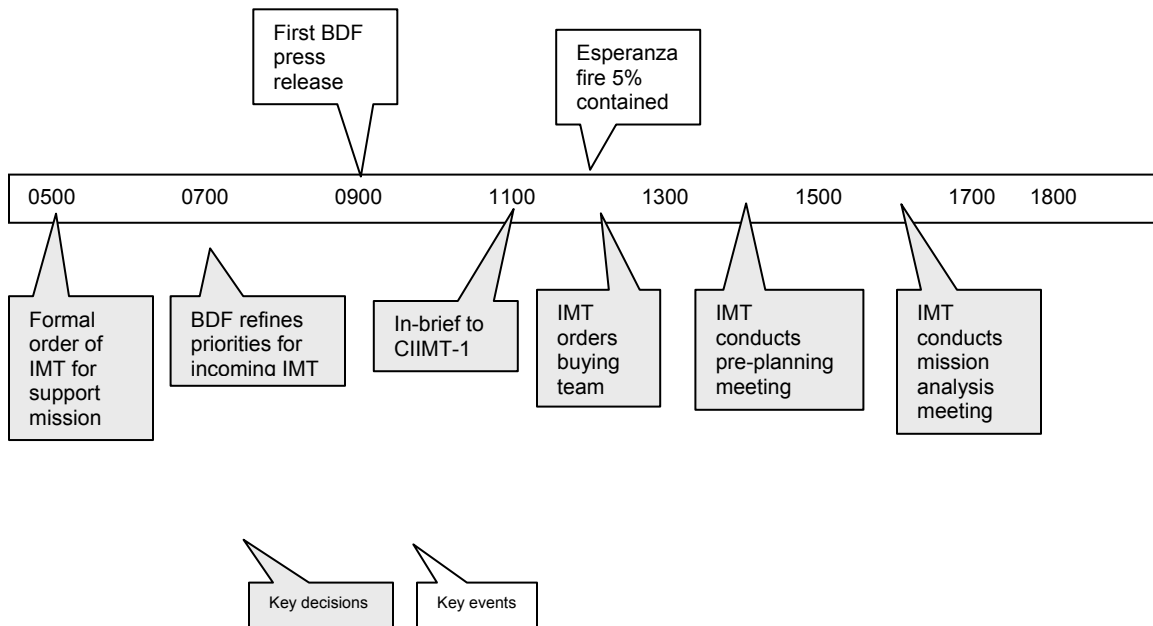 First BDF
press
release
Esperanza
fire 5%
contained
0500 0700 0900 1100 1300 1500 1700 1800
Formal
order of
IMT for
support
mission
BDF refines
priorities for
incoming IMT
In-brief to
CIIMT-1
IMT
orders
buying
team
IMT
conducts
pre-planning
meeting
IMT
conducts
mission
analysis
meeting
Key decisions
Key events